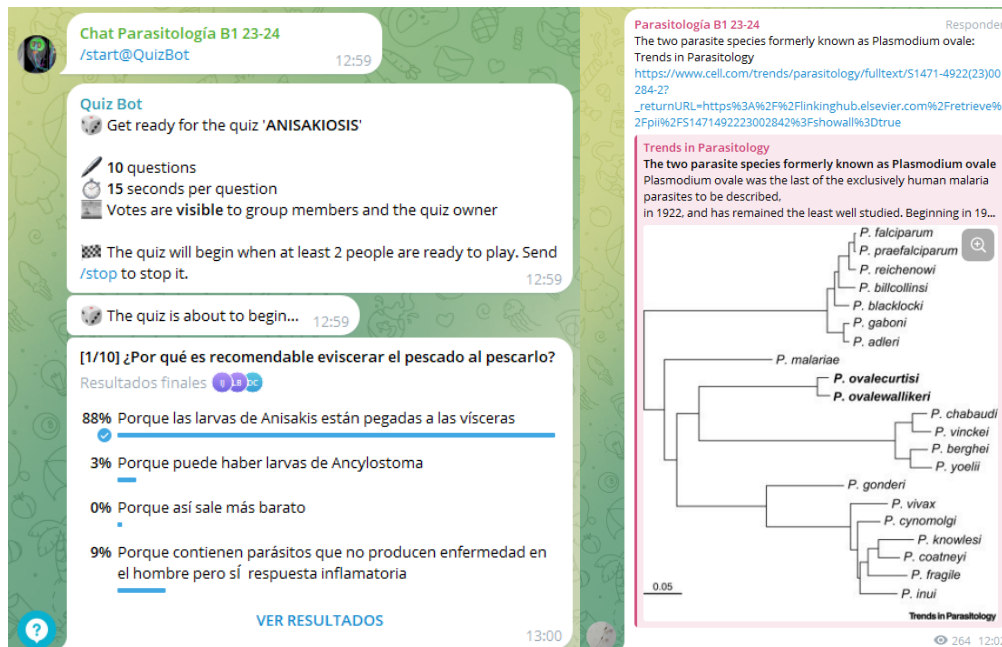 Chat Parasitología B1 23-24
/start@QuizBot
12:59
Quiz Bot
Get ready for the quiz 'ANISAKIOSIS'
10 questions
15 seconds per question
Votes are visible to group members and the quiz owner
The quiz will begin when at least 2 people are ready to play. Send
/stop to stop it.
12:59
The quiz is about to begin...
12:59
[1/10] ¿Por qué es recomendable eviscerar el pescado al pescarlo?
Resultados finales
IJ LB DC
88% Porque las larvas de Anisakis están pegadas a las vísceras
3% Porque puede haber larvas de Ancylostoma
0% Porque así sale más barato
9% Porque contienen parásitos que no producen enfermedad en
el hombre pero sÍ respuesta inflamatoria
VER RESULTADOS
13:00
Parasitología B1 23-24
Responder
The two parasite species formerly known as Plasmodium ovale:
Trends in Parasitology
https://www.cell.com/trends/parasitology/fulltext/S1471-4922(23)00
284-2?
_returnURL=https%3A%2F%2Flinkinghub.elsevier.com%2Fretrieve%
2Fpii%2FS1471492223002842%3Fshowall%3Dtrue
Trends in Parasitology
The two parasite species formerly known as Plasmodium ovale
Plasmodium ovale was the last of the exclusively human malaria
parasites to be described,
in 1922, and has remained the least well studied. Beginning in 19...
P. falciparum
P. praefalciparum
P. reichenowi
P. billcollinsi
P. blacklocki
P. gaboni
P. adleri
P. malariae
P. ovalecurtisi
P. ovalewallikeri
P. chabaudi
P. vinckei
P. berghei
P. yoelii
P. gonderi
P. vivax
P. cynomolgi
P. knowlesi
P. coatneyi
P. fragile
P. inui
0.05
Trends in Parasitology
264